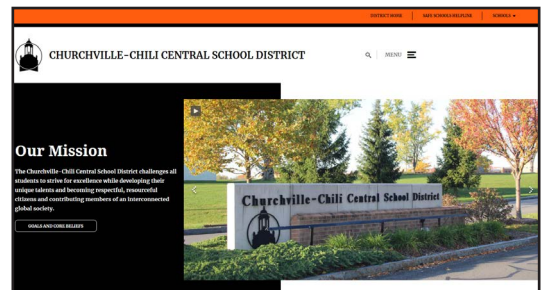 DISTRICT HOME
SAFE SCHOOLS HELPLINE
SCHOOLS
CHURCHVILLE-CHILI CENTRAL SCHOOL DISTRICT
MENU
Our Mission
The Churchville-Chili Central School District challenges all
students to strive for excellence while developing their
unique talents and becoming respectful, resourceful
citizens and contributing members of an interconnected
global society.
GOALS AND CORE BELIEFS
Churchville-Chili Central School District